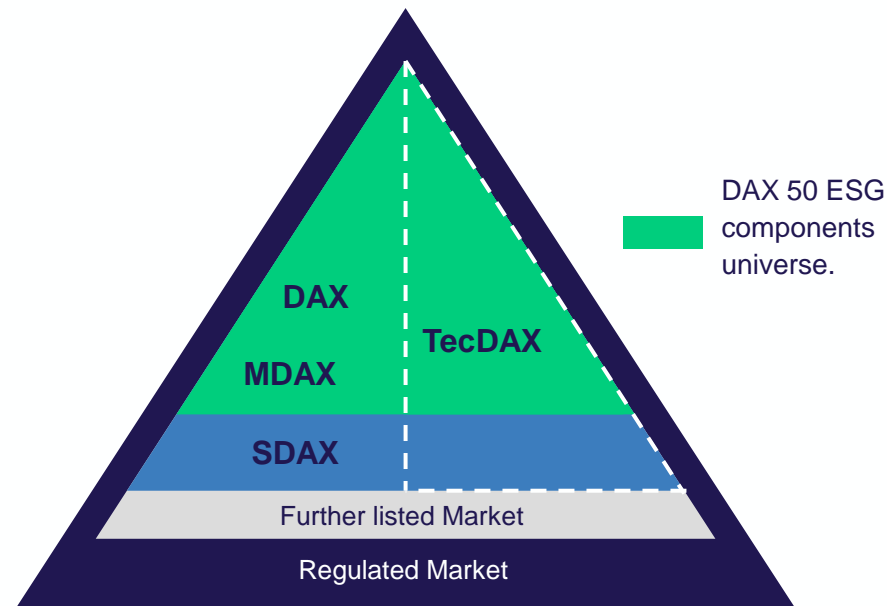 DAX 50 ESG
components
universe.
DAX
TecDAX
MDAX
SDAX
Further listed Market
Regulated Market